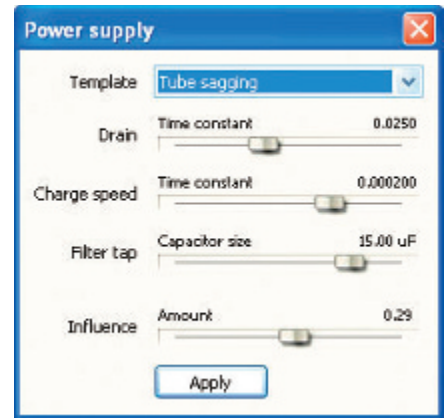 Power supply
Template Tube sagging
Time constant 0.0250
Drain
Time constant 0.000200
Charge speed
Capacitor size 15.00 uF
Filter tap
Amount 0.29
Influence
Apply